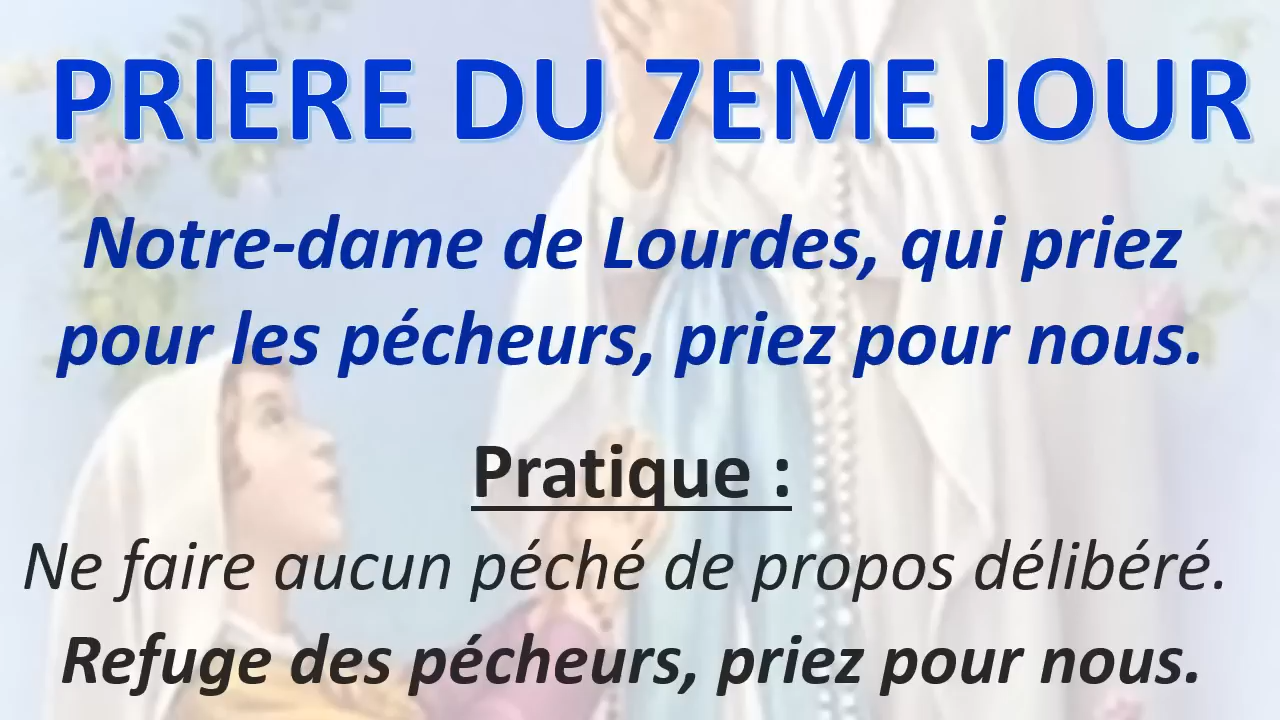 PRIERE DU 7EME JOUR
Notre-dame de Lourdes, qui priez
pour les pécheurs, priez pour nous.
Pratique :
Ne faire aucun péché de propos délibéré.
Refuge des pécheurs, priez pour nous.